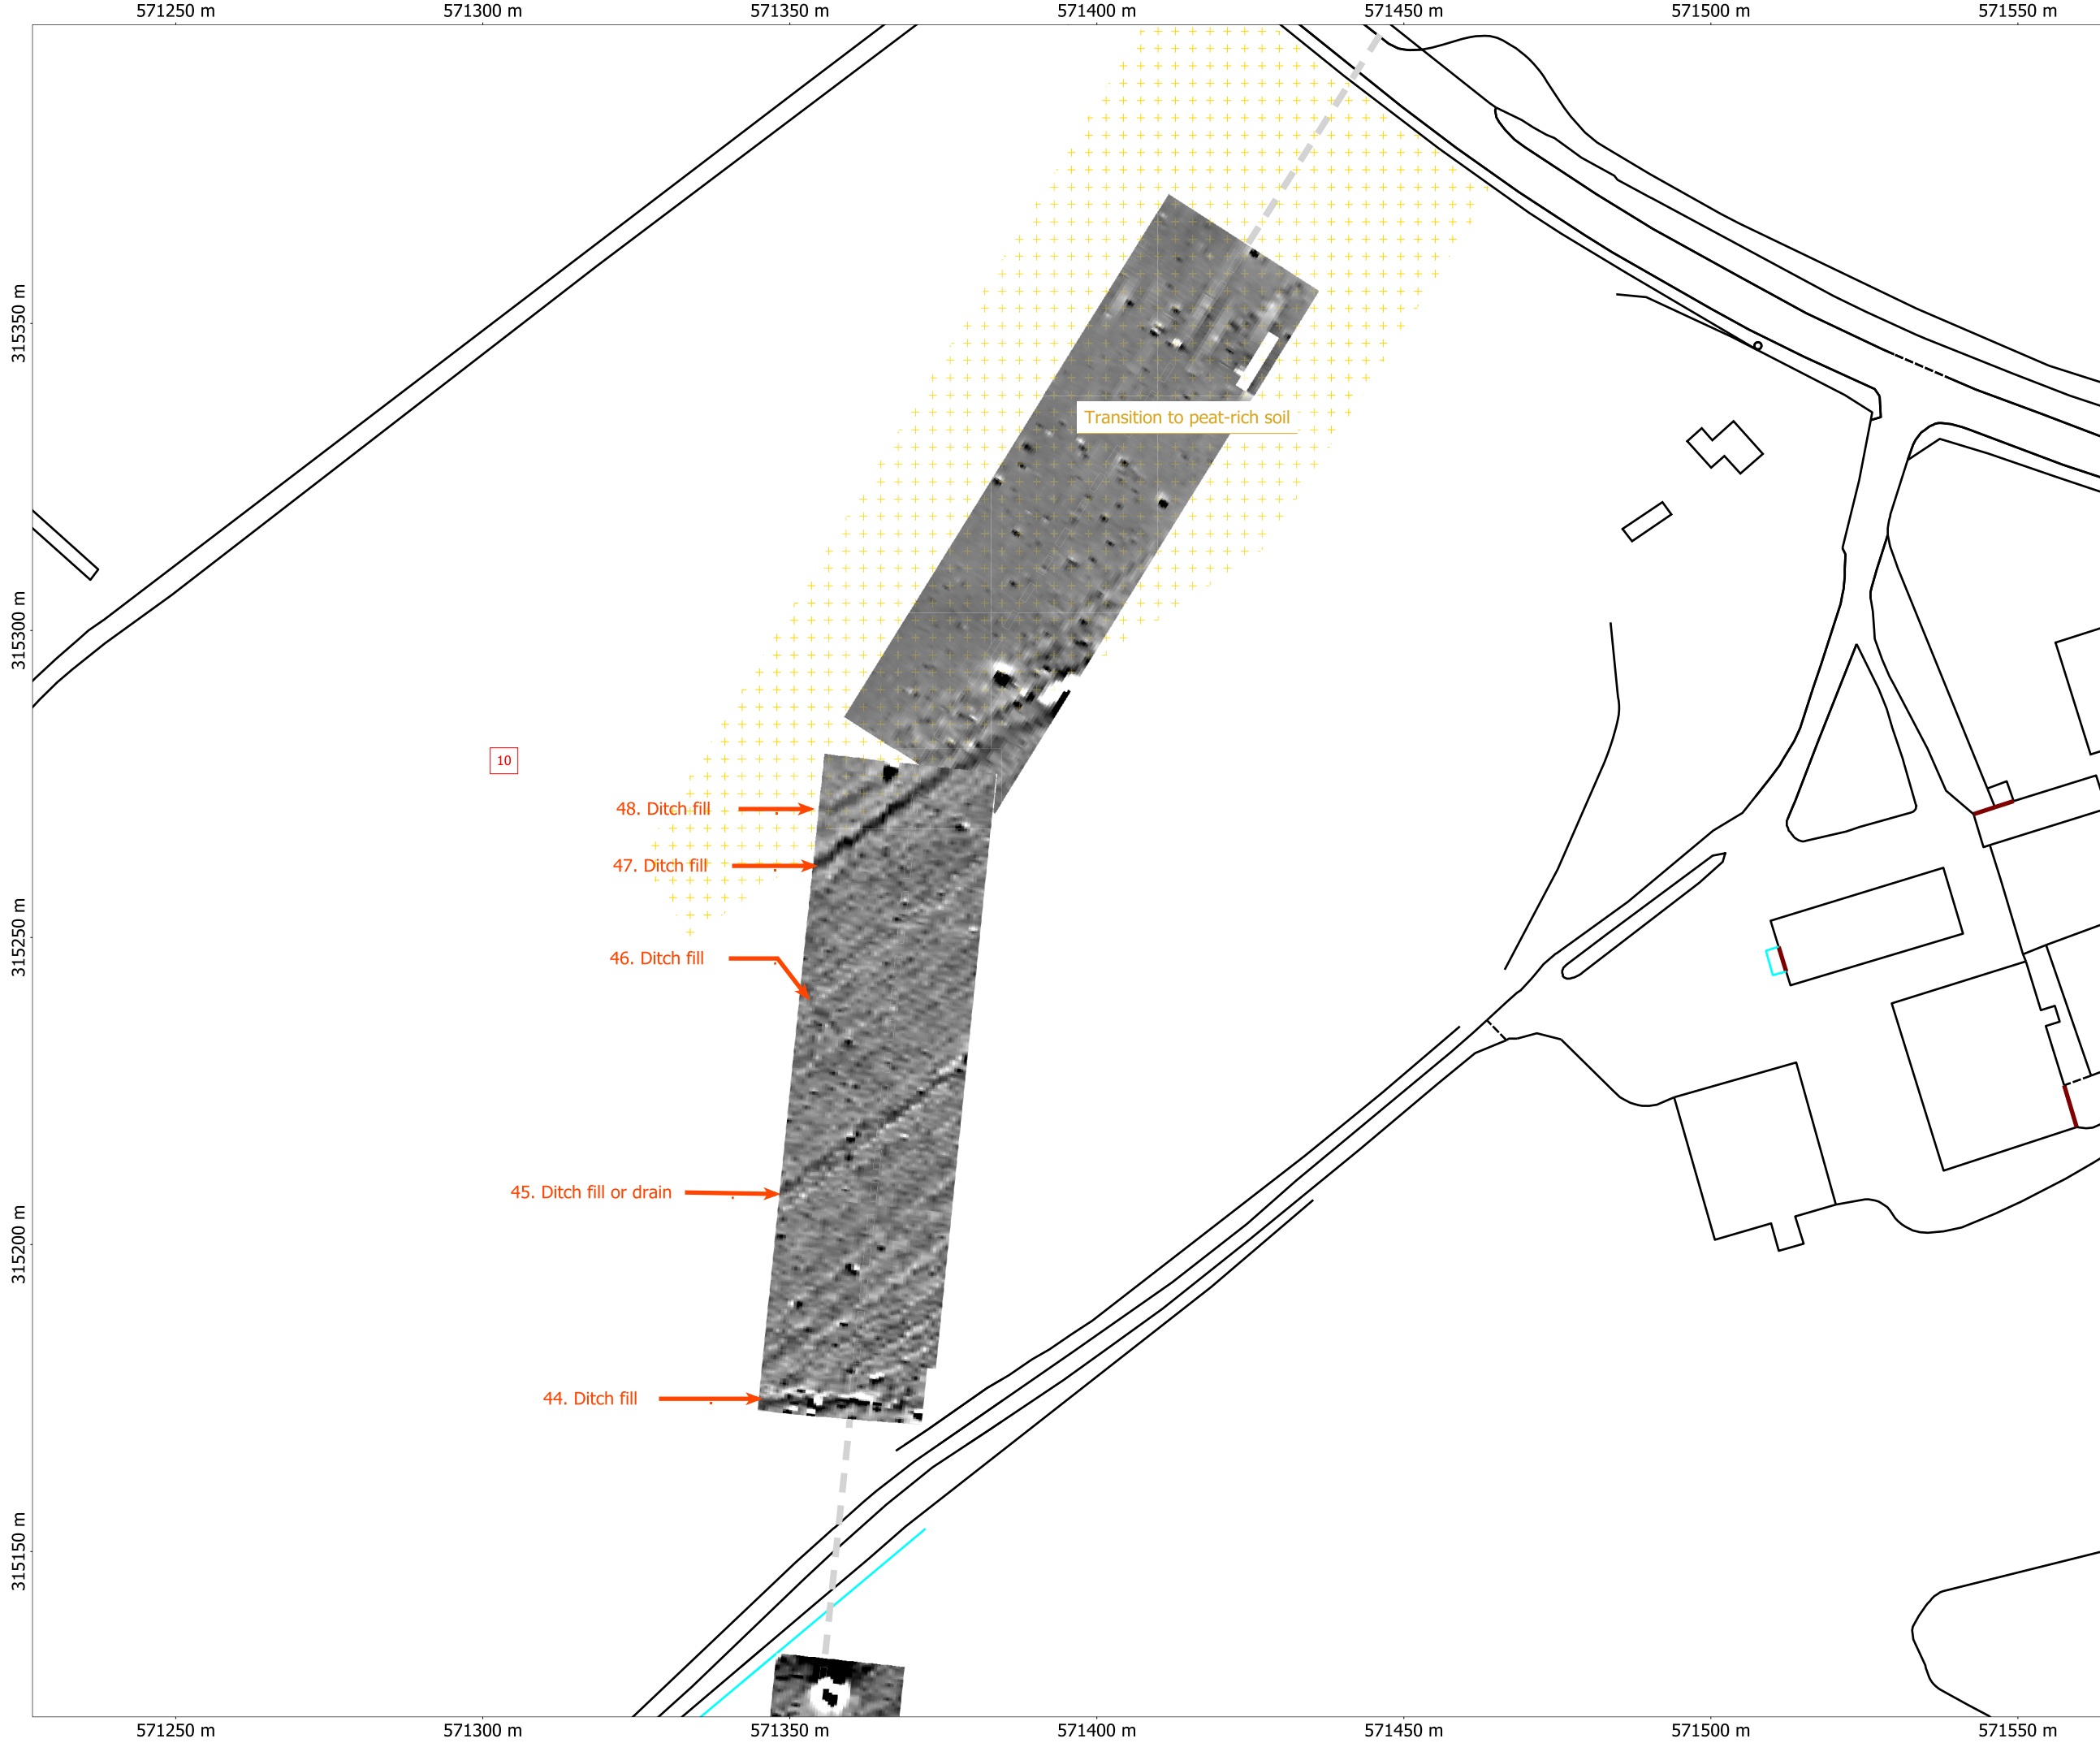 571250 m 571300 m 571350 m 571400 m 571450 m 571500 m 571550 m
315350 m
Transition to peat-rich soil
315300 m
10
48. Ditch fill
47. Ditch fill
315250 m
46. Ditch fill
45. Ditch fill or drain
315200 m
44. Ditch fill
315150 m
571250 m 571300 m 571350 m 571400 m 571450 m 571500 m 571550 m